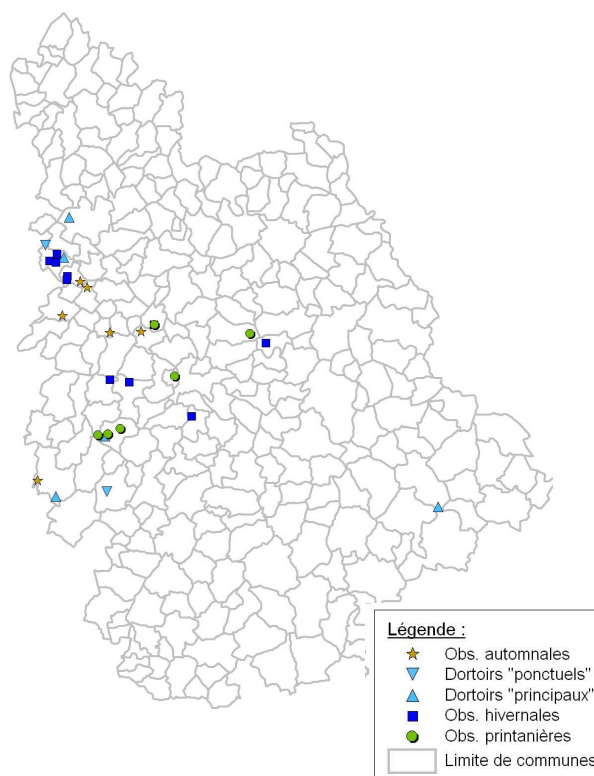 Légende :
Obs. automnales
Dortoirs "ponctuels"
Dortoirs "principaux"
Obs. hivernales
Obs. printanières
Limite de communes